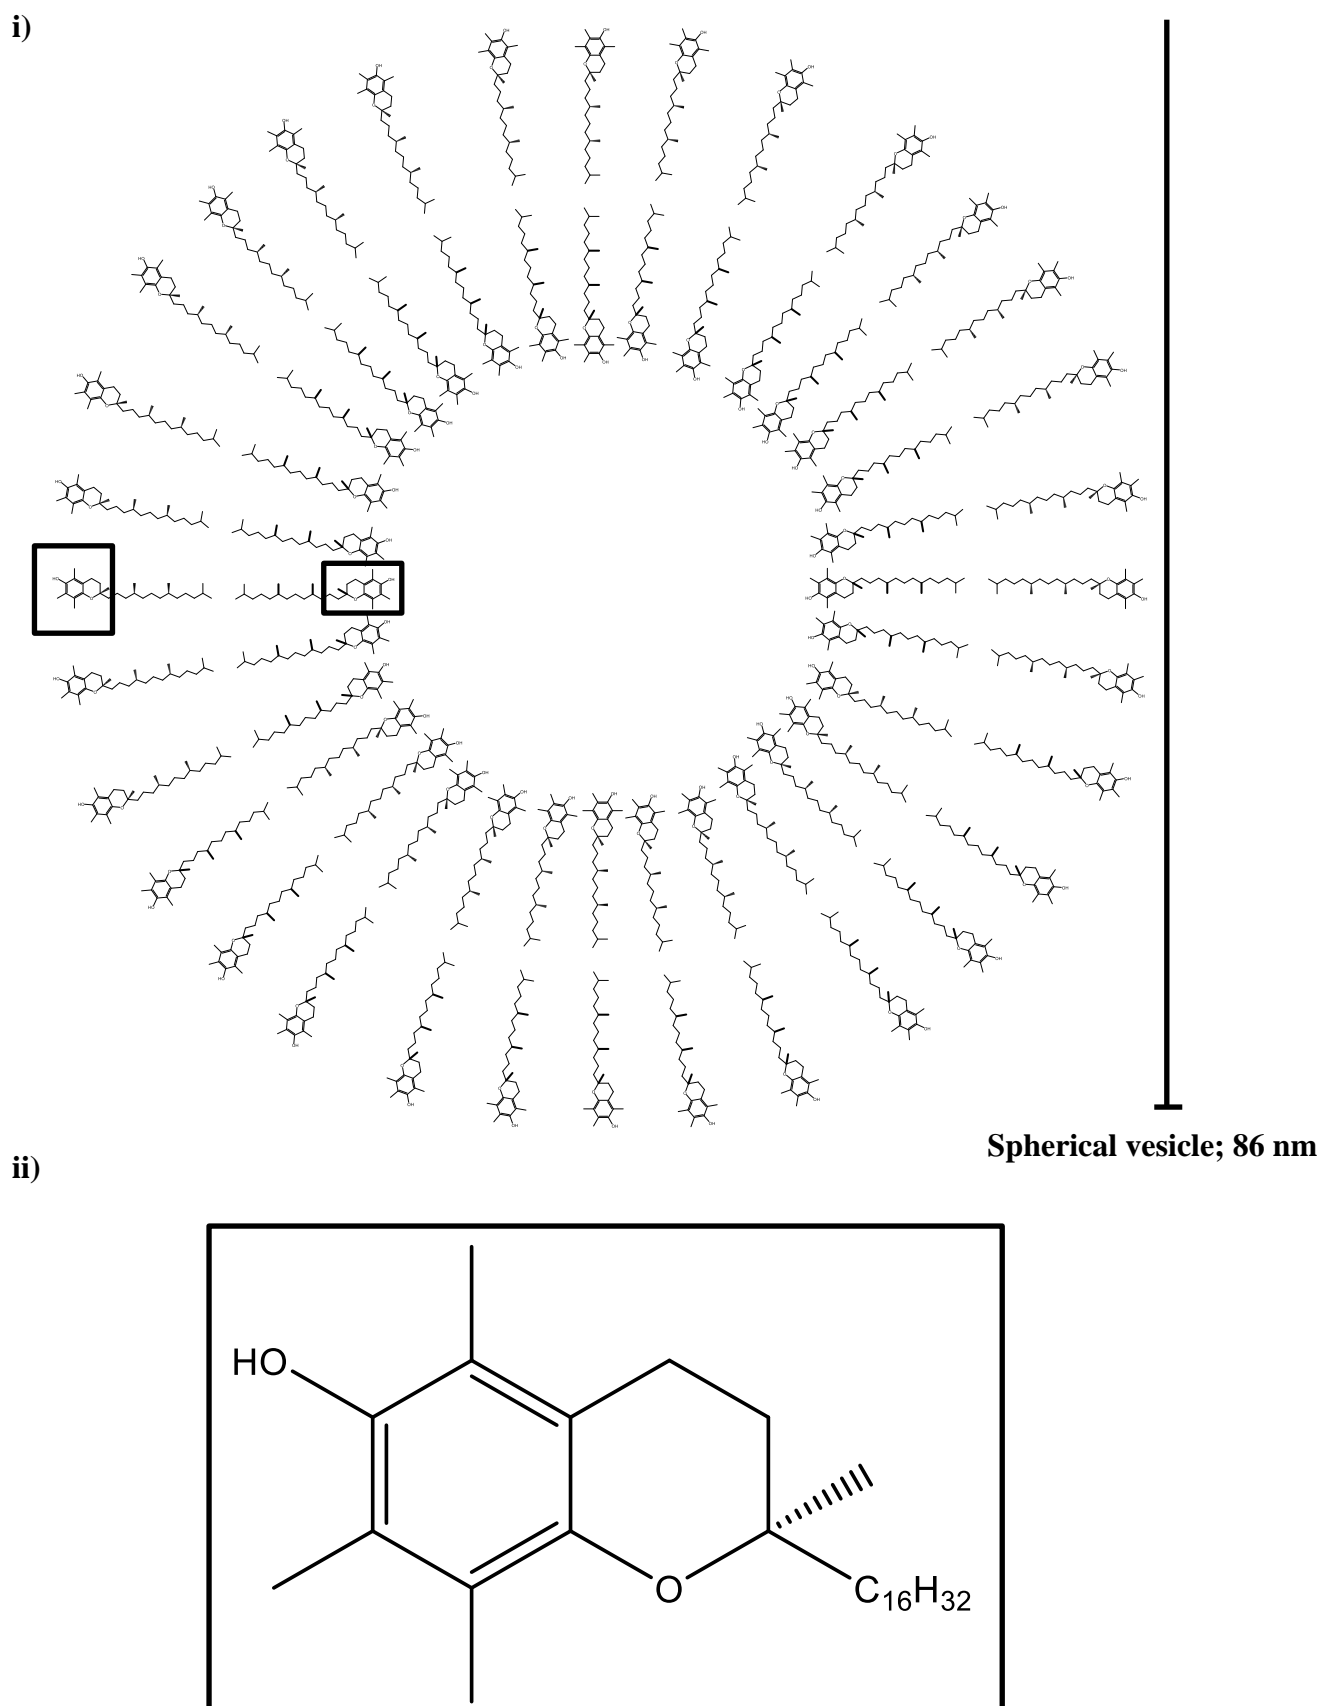 i)
Spherical vesicle; 86 nm
ii)
HO
O
C₁₆H₃₂